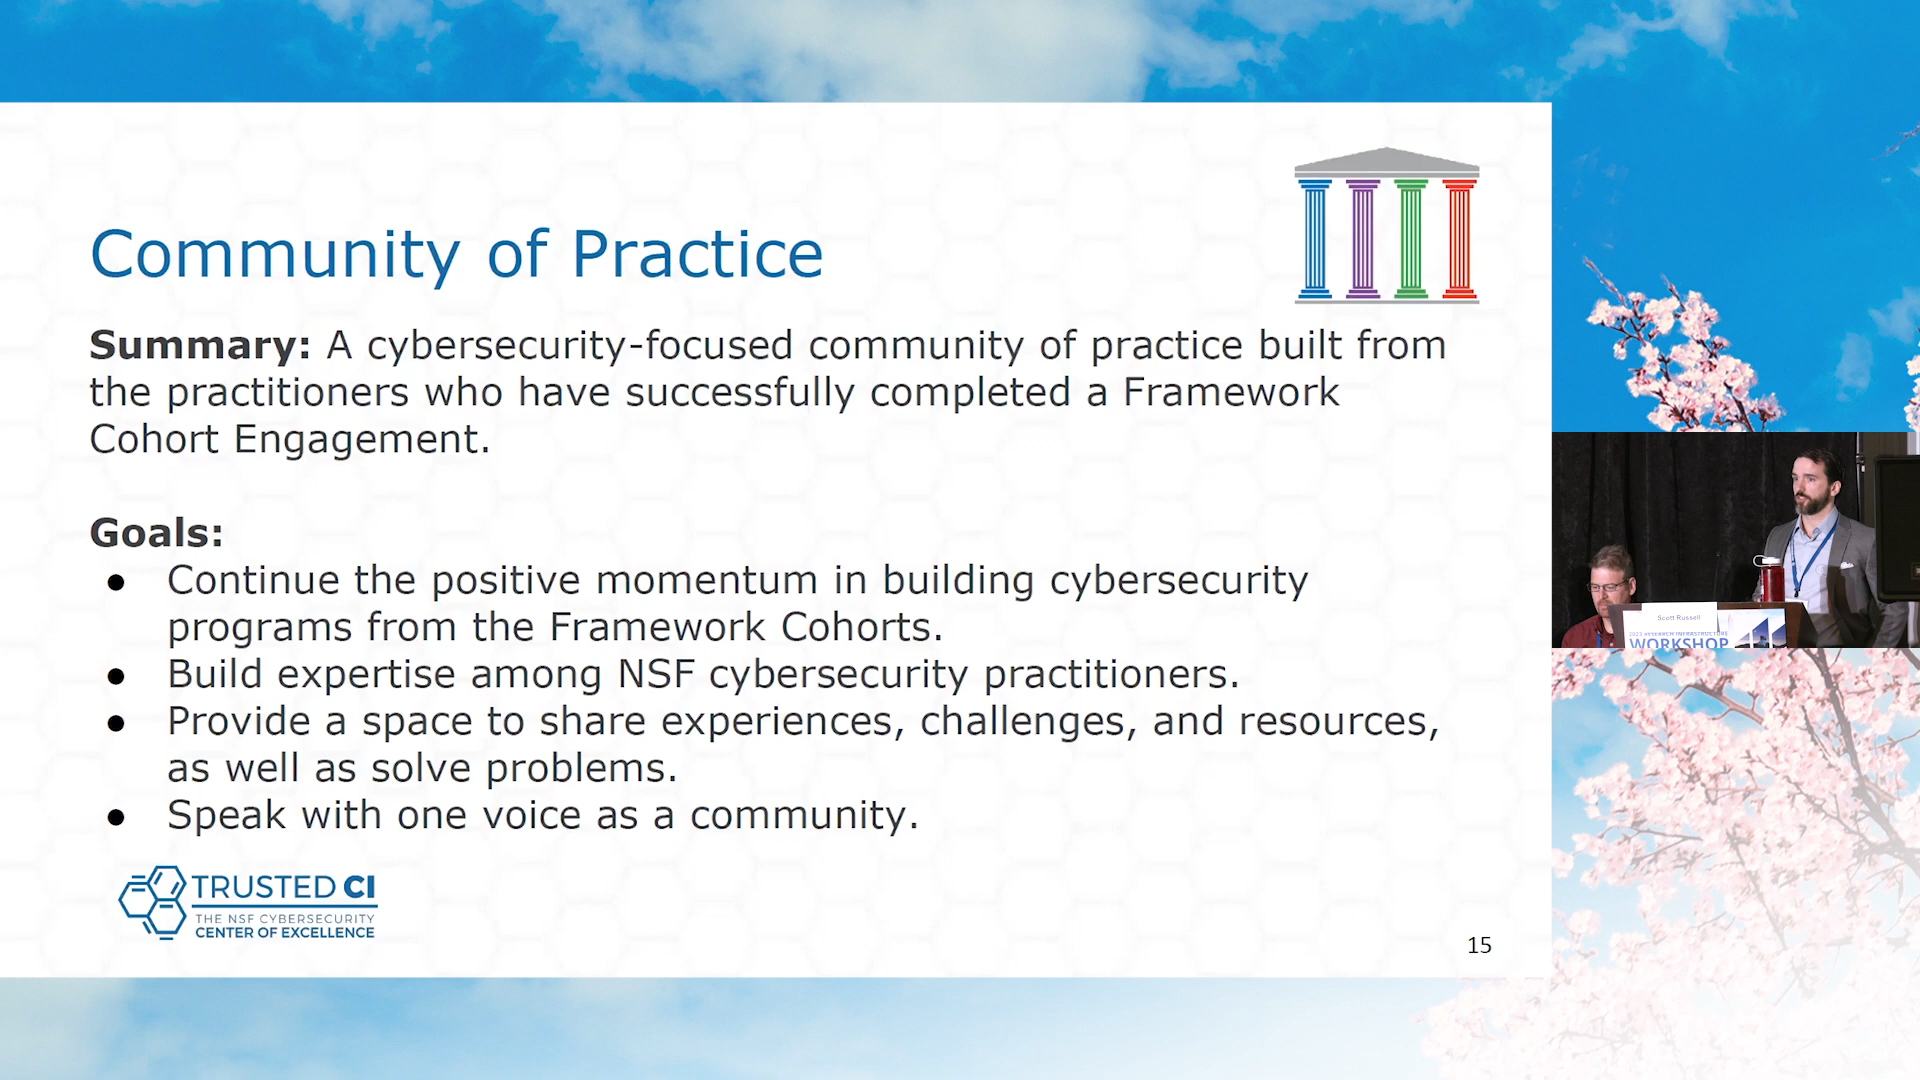 Community of Practice
Summary: A cybersecurity-focused community of practice built from
the practitioners who have successfully completed a Framework
Cohort Engagement.
Goals:
● Continue the positive momentum in building cybersecurity
programs from the Framework Cohorts.
● Build expertise among NSF cybersecurity practitioners.
● Provide a space to share experiences, challenges, and resources,
as well as solve problems.
● Speak with one voice as a community.
TRUSTED CI
THE NSF CYBERSECURITY
CENTER OF EXCELLENCE
15
Scott Russell
2023 RESEARCH INFRASTRUCTURE
WORKSHOP